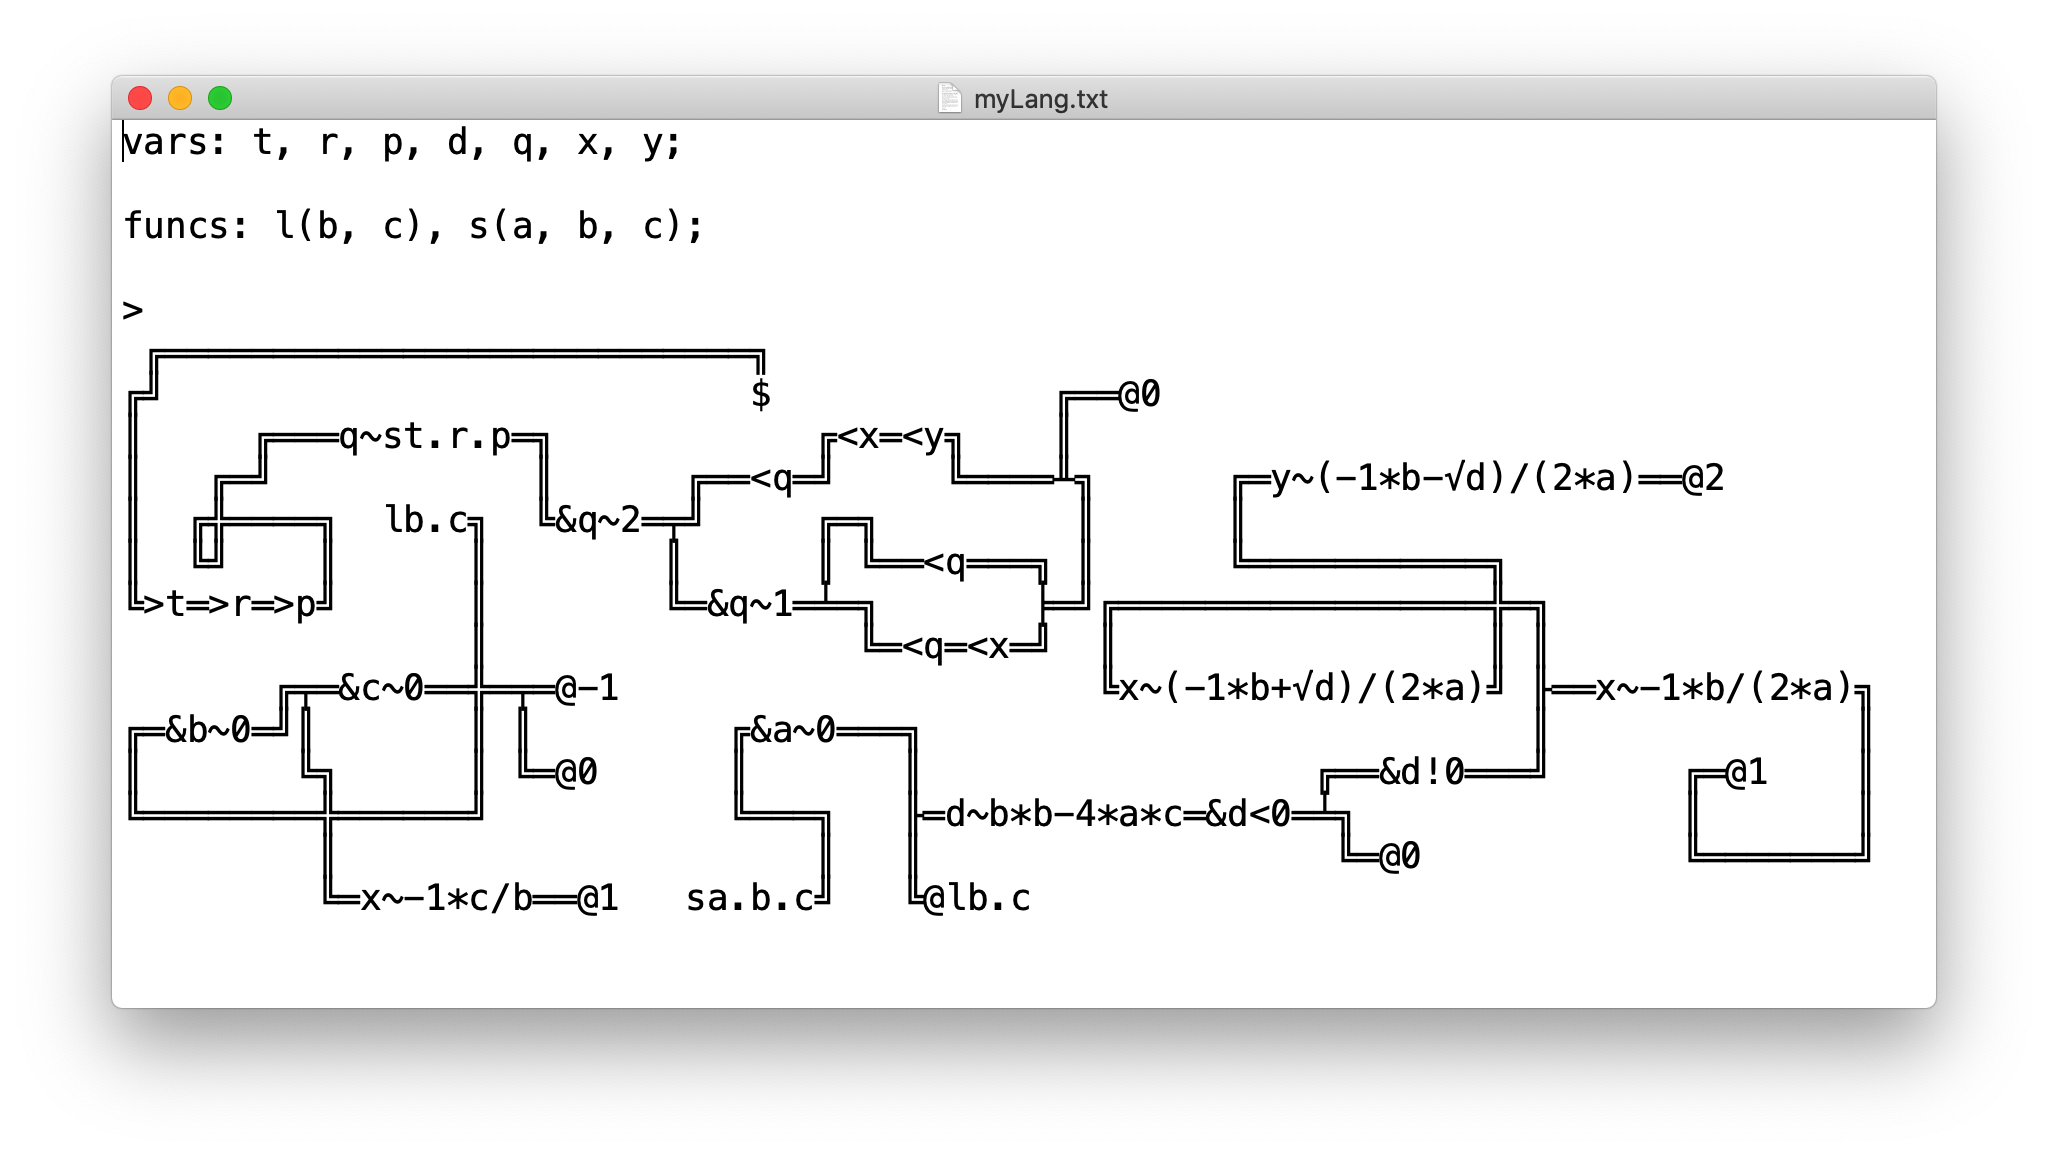 myLang.txt
vars: t, r, p, d, q, x, y;
funcs: l(b, c), s(a, b, c);
>
$
@0
q~st.r.p
<x=<y
<q
y~(-1*b-√d)/(2*a)══@2
lb.c
&q~2
<q
>t=>r=>p
&q~1
<q=<x
&c~0
@-1
x~(-1*b+√d)/(2*a)
x~-1*b/(2*a)
&b~0
&a~0
@0
&d!0
@1
d~b*b-4*a*c=&d<0
@0
x~-1*c/b══@1
sa.b.c
@lb.c